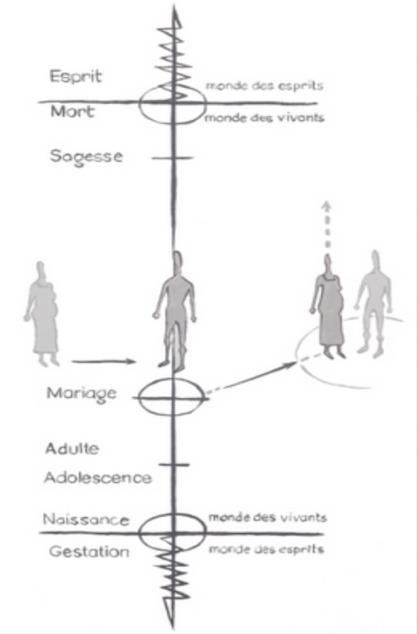 Esprit
monde des esprits
Mort
monde des vivants
Sagesse
Mariage
Adulte
Adolescence
Naissance
monde des vivants
Gestation
monde des esprits